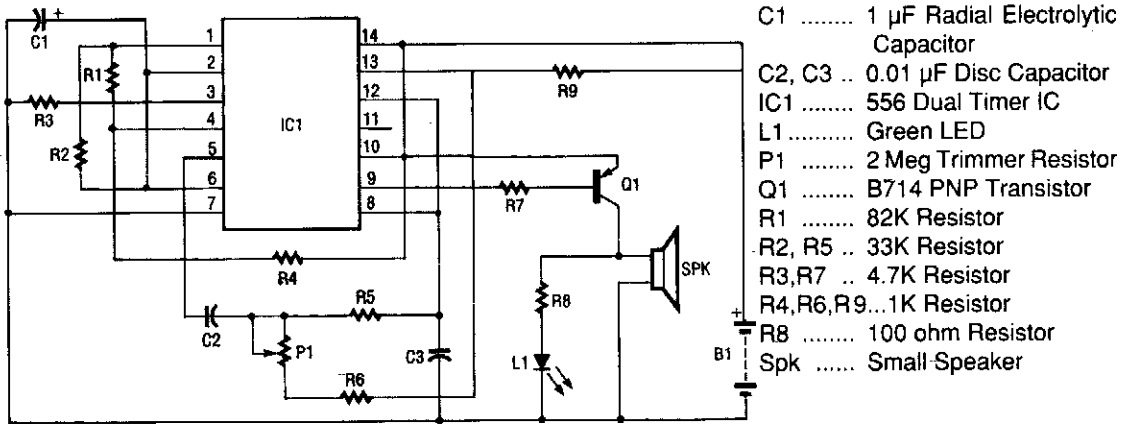 C1
1
2
3
4
5
6
7
14
13
12
11
10
9
8
IC1
R1
R3
R2
R4
C2
P1
R5
R6
C3
R9
R7
Q1
R8
L1
SPK
+
+
B1
C1 ........ 1 µF Radial Electrolytic
Capacitor
C2, C3 .. 0.01 µF Disc Capacitor
IC1 ........ 556 Dual Timer IC
L1 .......... Green LED
P1 ........ 2 Meg Trimmer Resistor
Q1 ........ B714 PNP Transistor
R1 ........ 82K Resistor
R2, R5 .. 33K Resistor
R3,R7 .. 4.7K Resistor
R4,R6,R9...1K Resistor
R8 ........ 100 ohm Resistor
Spk ...... Small Speaker